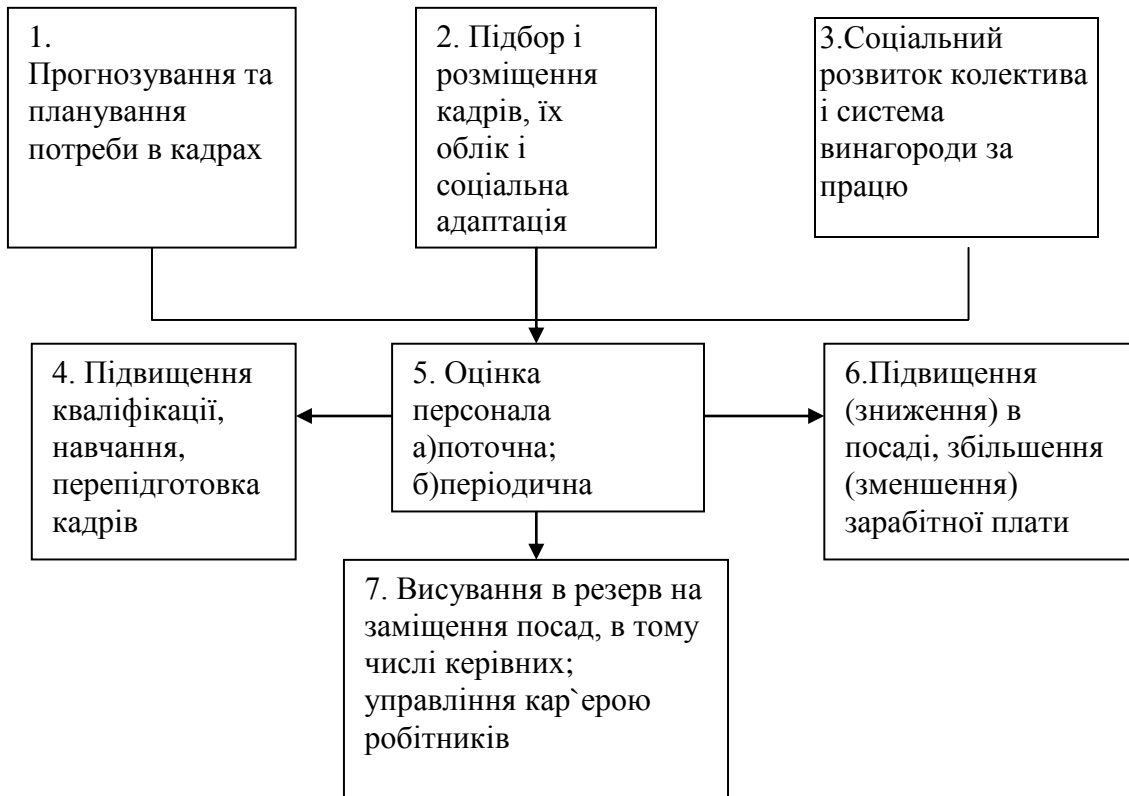 1.
Прогнозування та
планування
потреби в кадрах
2. Підбор і
розміщення
кадрів, їх
облік і
соціальна
адаптація
3.Соціальний
розвиток колектива
і система
винагороди за
працю
4. Підвищення
кваліфікації,
навчання,
перепідготовка
кадрів
5. Оцінка
персонала
а)поточна;
б)періодична
6.Підвищення
(зниження) в
посаді, збільшення
(зменшення)
зарабітної плати
7. Висування в резерв на
заміщення посад, в тому
числі керівних;
управління кар`ерою
робітників